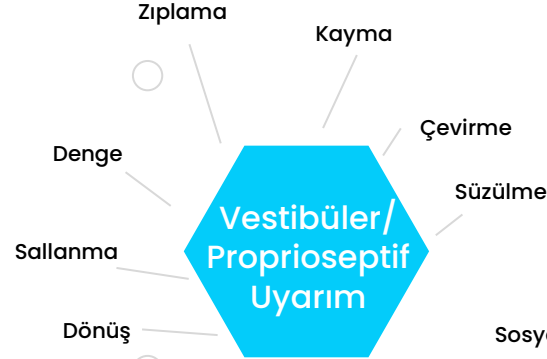 Zıplama
Kayma
Çevirme
Denge
Süzülme
Vestibüler/
Proprioseptif
Uyarım
Sallanma
Dönüş